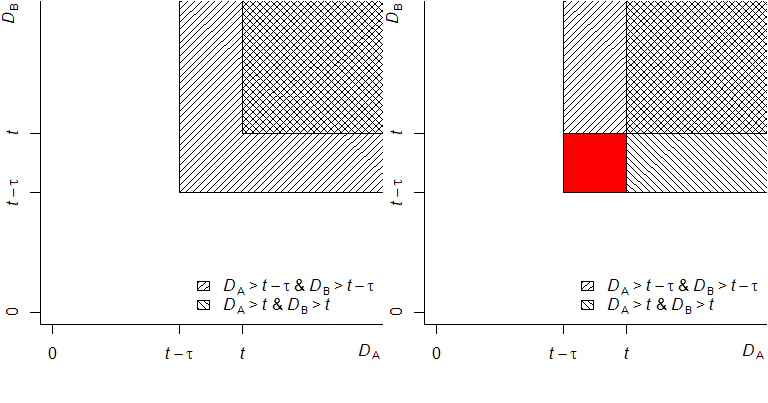 D_B
t
t − τ
0
D_A > t − τ & D_B > t − τ
D_A > t & D_B > t
0
t − τ
t
D_A
D_B
t
t − τ
0
D_A > t − τ & D_B > t − τ
D_A > t & D_B > t
0
t − τ
t
D_A